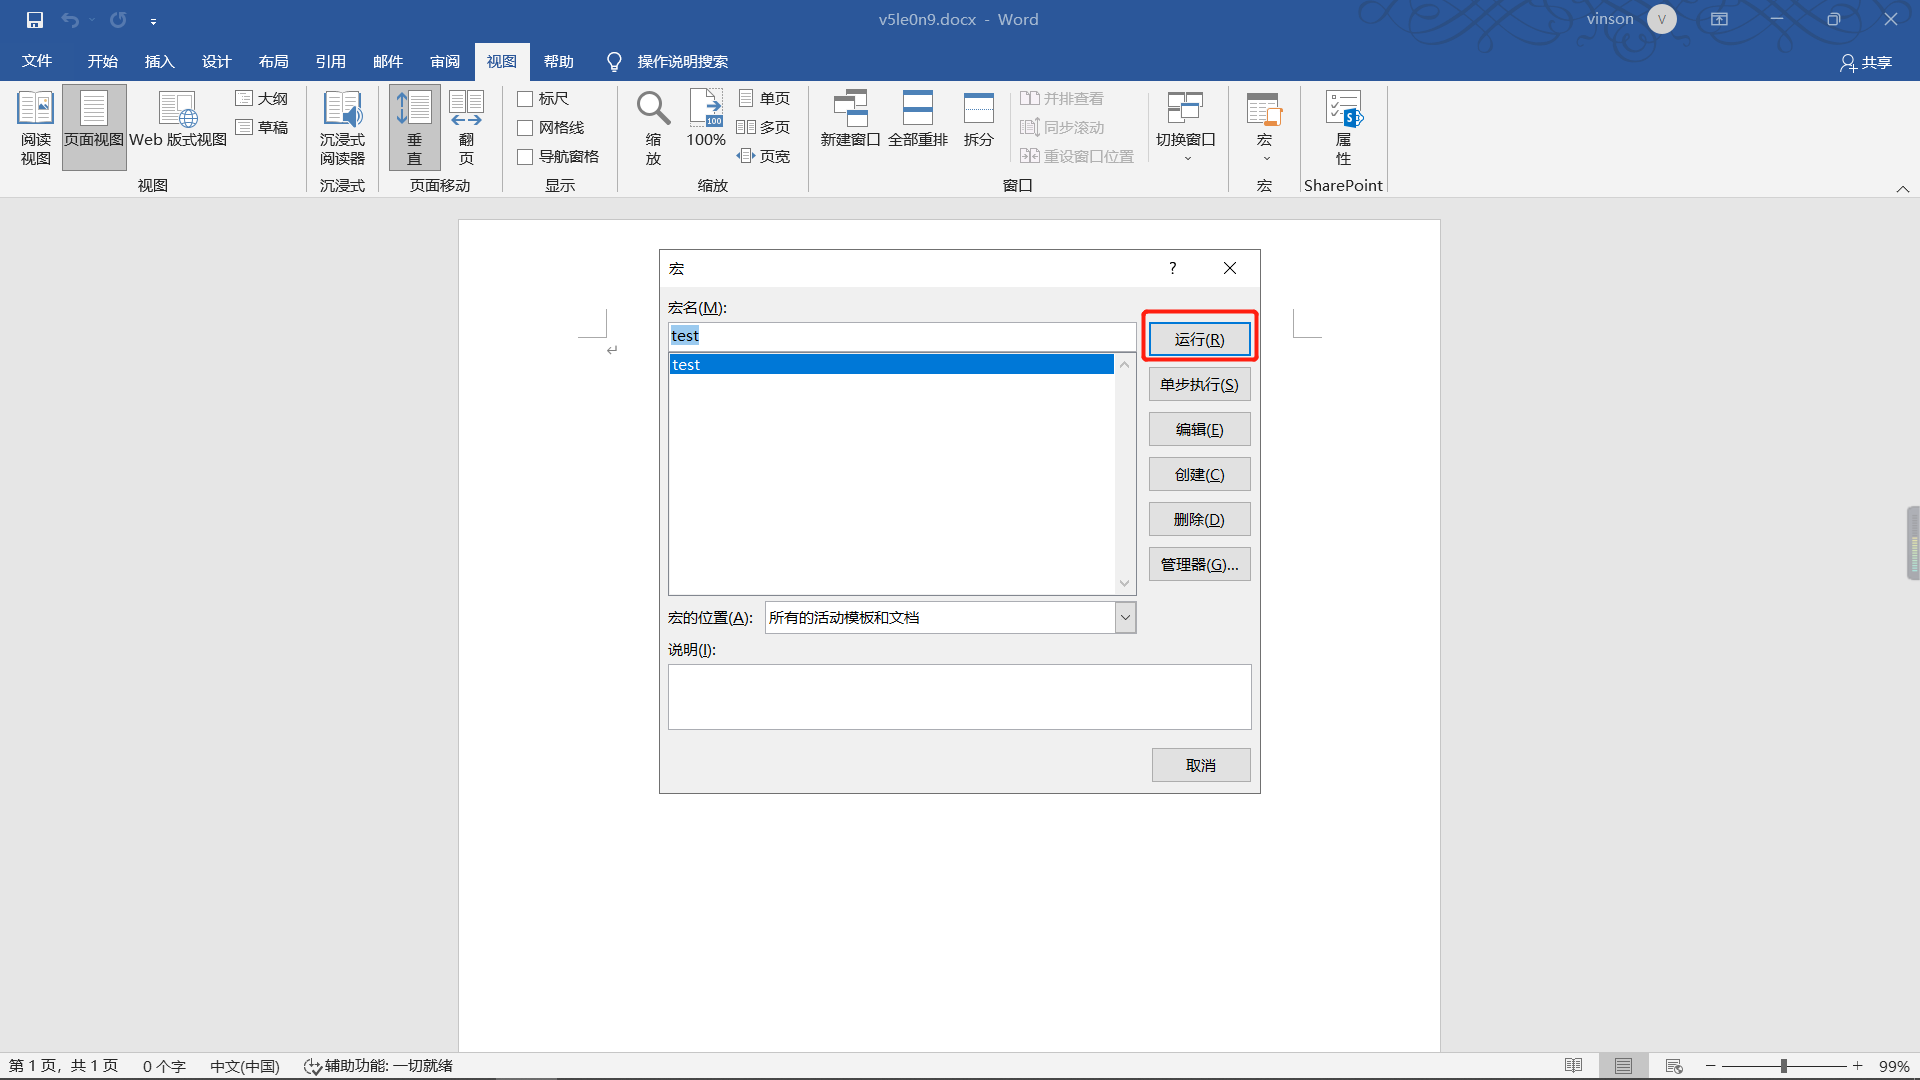 v5le0n9.docx - Word
vinson
V
文件 开始 插入 设计 布局 引用 邮件 审阅 视图 帮助 操作说明搜索 共享
阅读
视图
页面视图
Web 版式视图
大纲
草稿
视图
沉浸式
阅读器
沉浸式
垂
直
翻
页
页面移动
标尺
网格线
导航窗格
显示
缩
放
100
100%
单页
多页
页宽
缩放
新建窗口
全部重排
拆分
并排查看
同步滚动
重设窗口位置
切换窗口
窗口
宏
宏
属
性
S
SharePoint
宏
?
宏名(M):
test
test
运行(R)
单步执行(S)
编辑(E)
创建(C)
删除(D)
管理器(G)...
宏的位置(A):
所有的活动模板和文档
说明(I):
取消
第 1 页，共 1 页 0 个字 中文(中国) 辅助功能: 一切就绪
99%